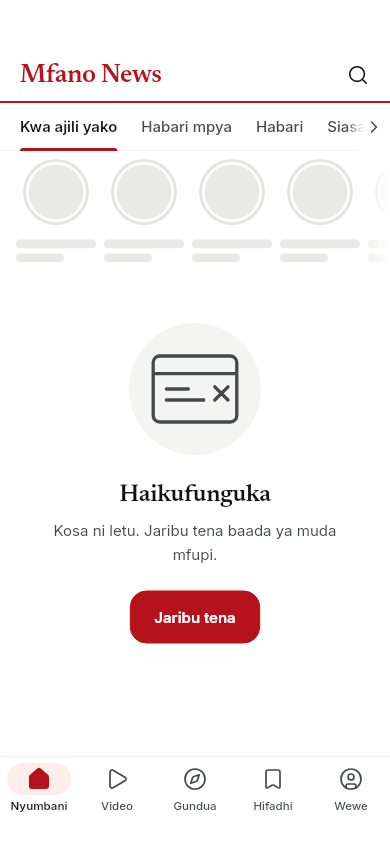 Mfano News
Kwa ajili yako
Habari mpya
Habari
Siasa
Haikufunguka
Kosa ni letu. Jaribu tena baada ya muda
mfupi.
Jaribu tena
Nyumbani
Video
Gundua
Hifadhi
Wewe